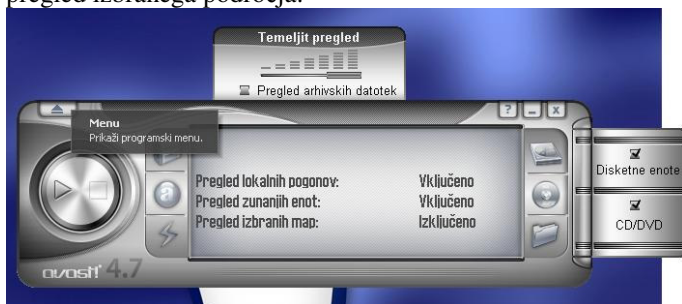 pregled izbranega področja.
Temeljit pregled
Pregled arhivskih datotek
? - x
Menu
Prikaži programski menu.
Pregled lokalnih pogonov: Vključeno
Pregled zunanjih enot: Vključeno
Pregled izbranih map: Izključeno
Disketne enote
CD/DVD
avast! 4.7